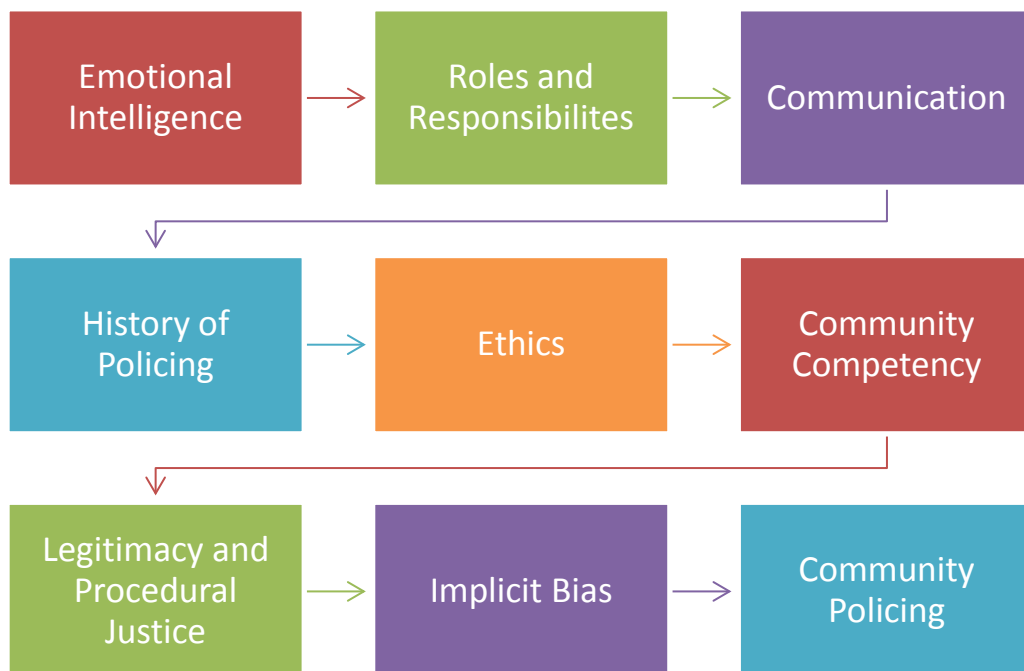 Emotional
Intelligence
Roles and
Responsibilites
Communication
History of
Policing
Ethics
Community
Competency
Legitimacy and
Procedural
Justice
Implicit Bias
Community
Policing